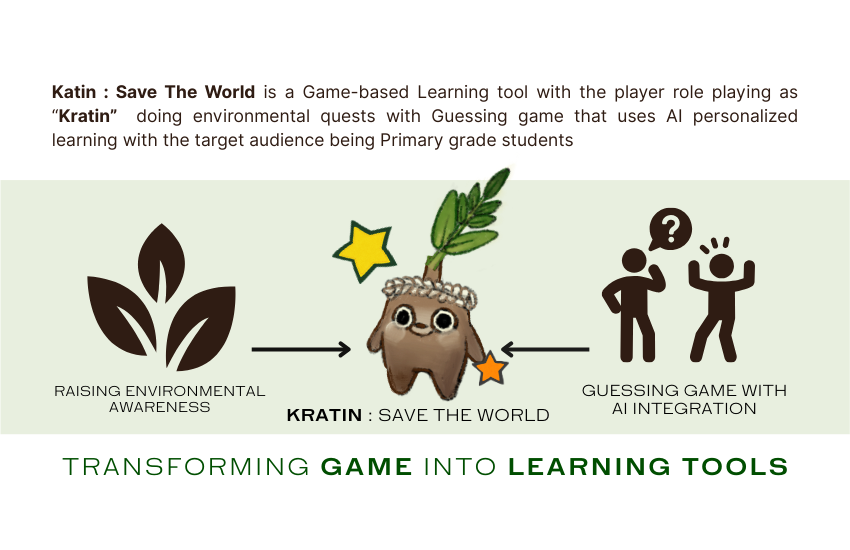 Katin : Save The World is a Game-based Learning tool with the player role playing as
“Kratin” doing environmental quests with Guessing game that uses AI personalized
learning with the target audience being Primary grade students
?
RAISING ENVIRONMENTAL
AWARENESS
KRATIN : SAVE THE WORLD
GUESSING GAME WITH
AI INTEGRATION
TRANSFORMING GAME INTO LEARNING TOOLS